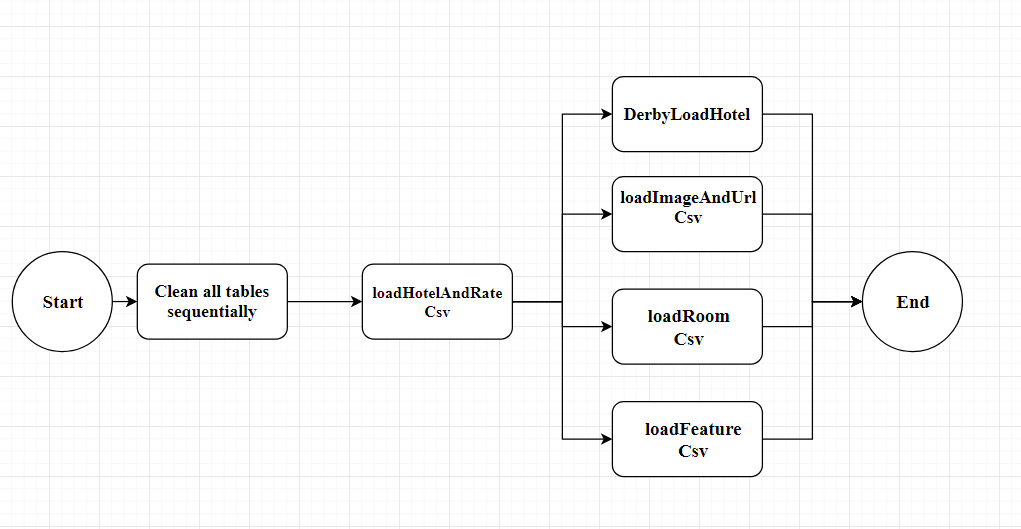 Start
Clean all tables
sequentially
loadHotelAndRate
Csv
DerbyLoadHotel
loadImageAndUrl
Csv
loadRoom
Csv
loadFeature
Csv
End